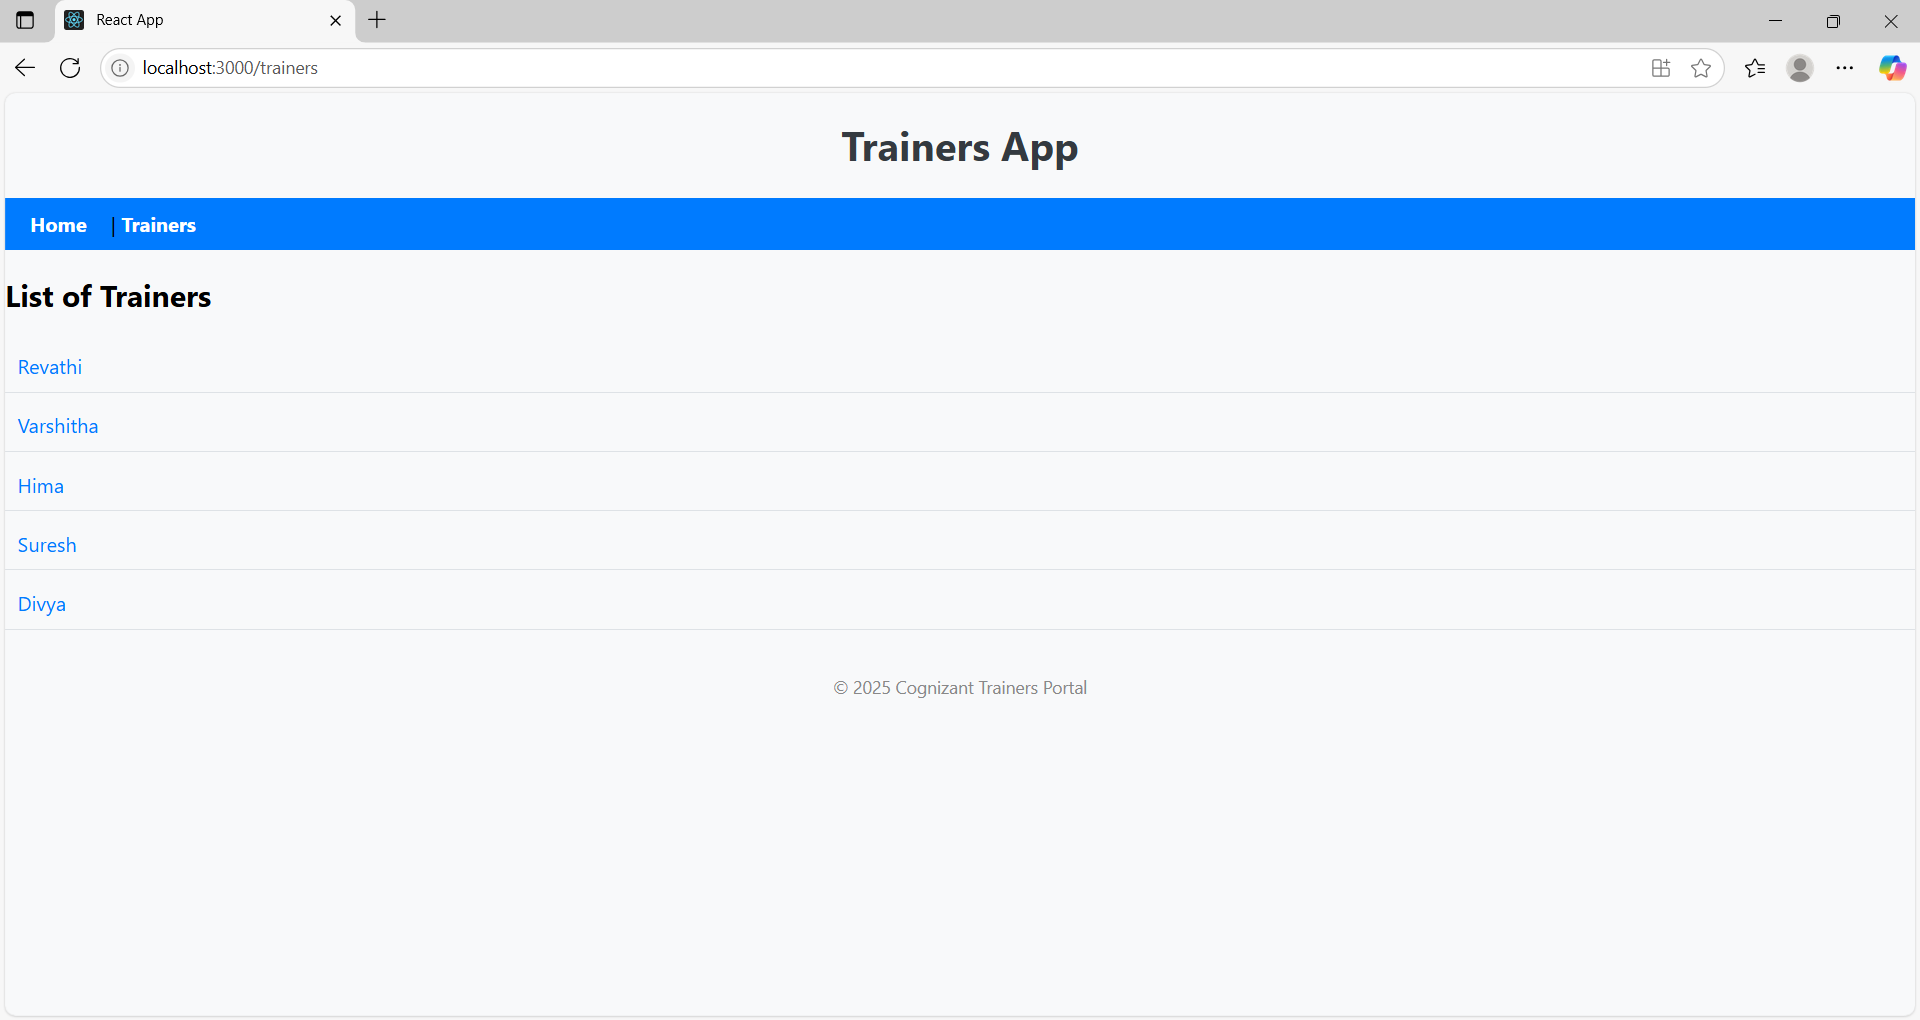 React App
localhost:3000/trainers
Trainers App
Home | Trainers
List of Trainers
Revathi
Varshitha
Hima
Suresh
Divya
© 2025 Cognizant Trainers Portal